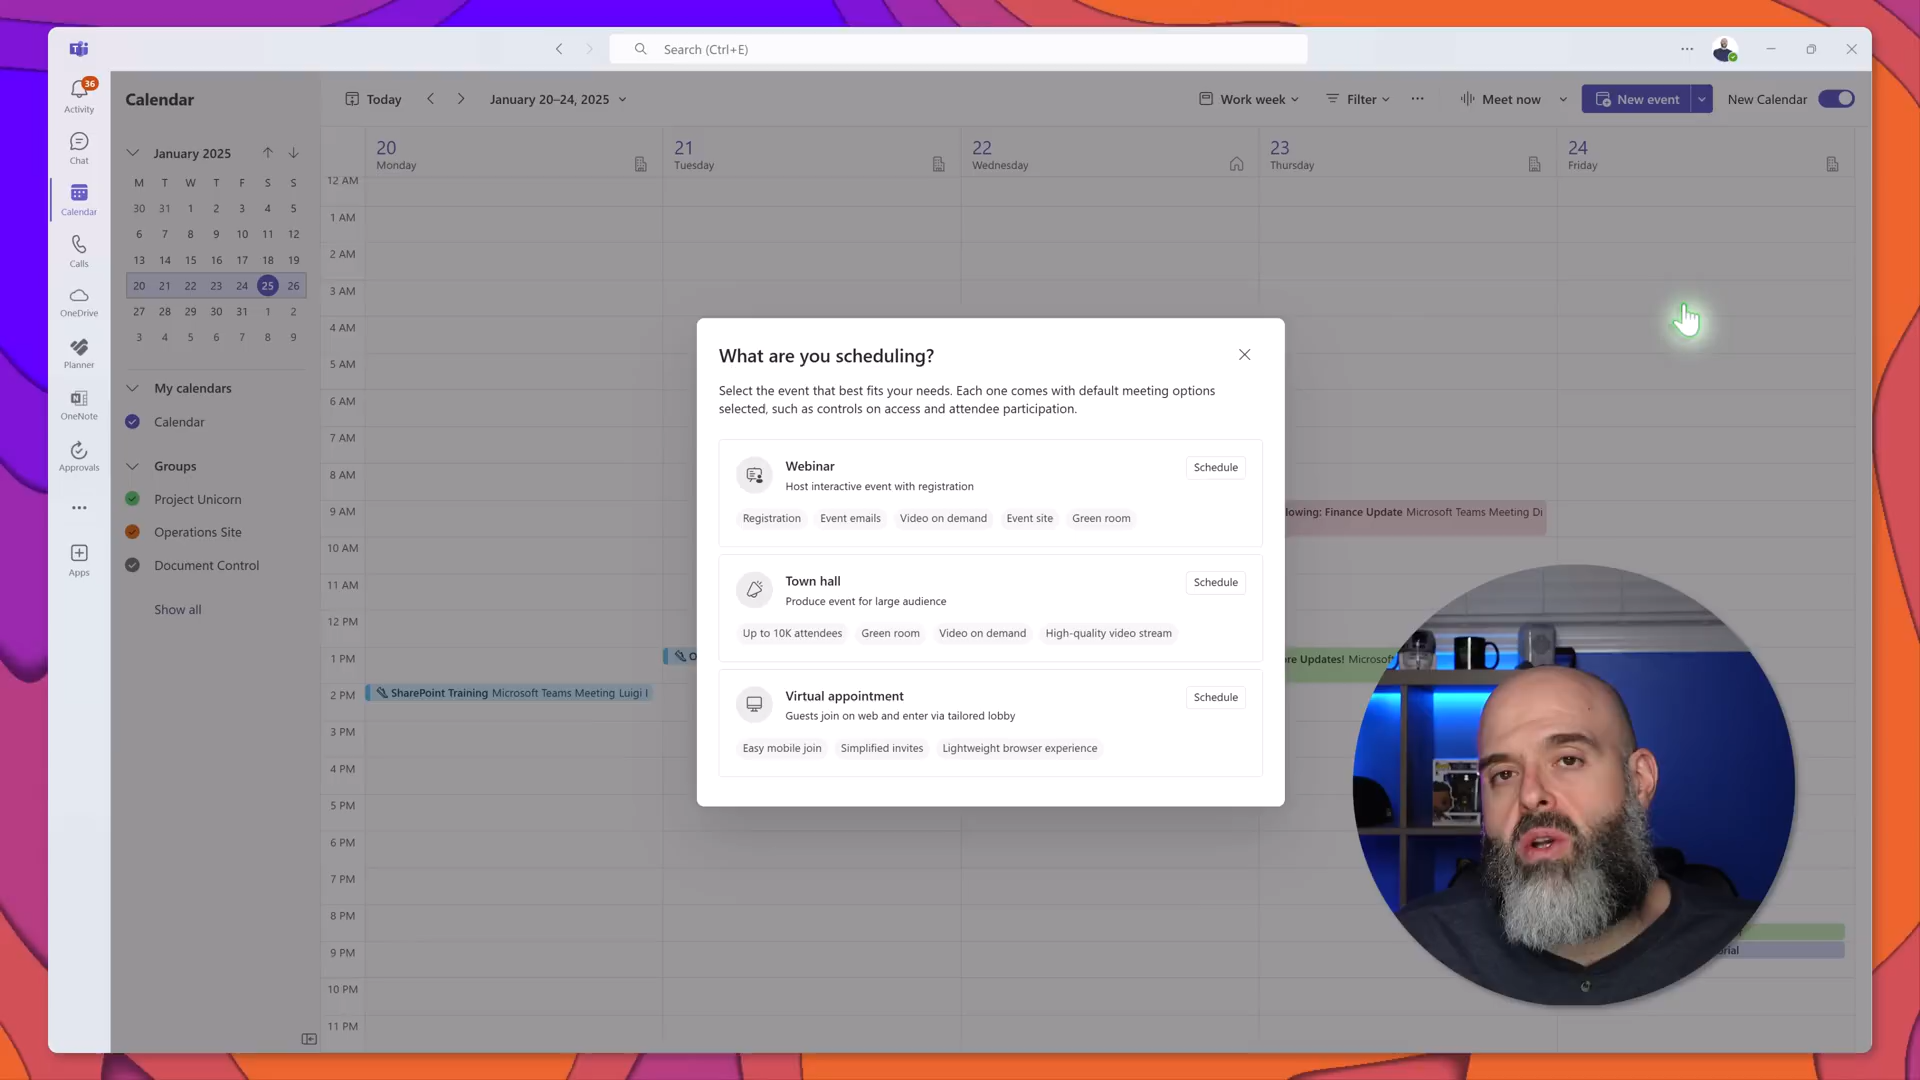 Search (Ctrl+E)
36
Activity
Chat
Calendar
Calls
OneDrive
Planner
OneNote
Approvals
Apps
Calendar
January 2025
M T W T F S S
30 31 1 2 3 4 5
6 7 8 9 10 11 12
13 14 15 16 17 18 19
20 21 22 23 24 25 26
27 28 29 30 31 1 2
3 4 5 6 7 8 9
My calendars
Calendar
Groups
Project Unicorn
Operations Site
Document Control
Show all
Today
January 20–24, 2025
Work week
Filter
Meet now
New event
New Calendar
20
Monday
21
Tuesday
22
Wednesday
23
Thursday
24
Friday
12 AM
1 AM
2 AM
3 AM
4 AM
5 AM
6 AM
7 AM
8 AM
9 AM
10 AM
11 AM
12 PM
1 PM
2 PM
3 PM
4 PM
5 PM
6 PM
7 PM
8 PM
9 PM
10 PM
11 PM
SharePoint Training Microsoft Teams Meeting Luigi I
lowing: Finance Update Microsoft Teams Meeting Di
re Updates! Microsof
What are you scheduling?
Select the event that best fits your needs. Each one comes with default meeting options
selected, such as controls on access and attendee participation.
Webinar
Schedule
Host interactive event with registration
Registration Event emails Video on demand Event site Green room
Town hall
Schedule
Produce event for large audience
Up to 10K attendees Green room Video on demand High-quality video stream
Virtual appointment
Schedule
Guests join on web and enter via tailored lobby
Easy mobile join Simplified invites Lightweight browser experience